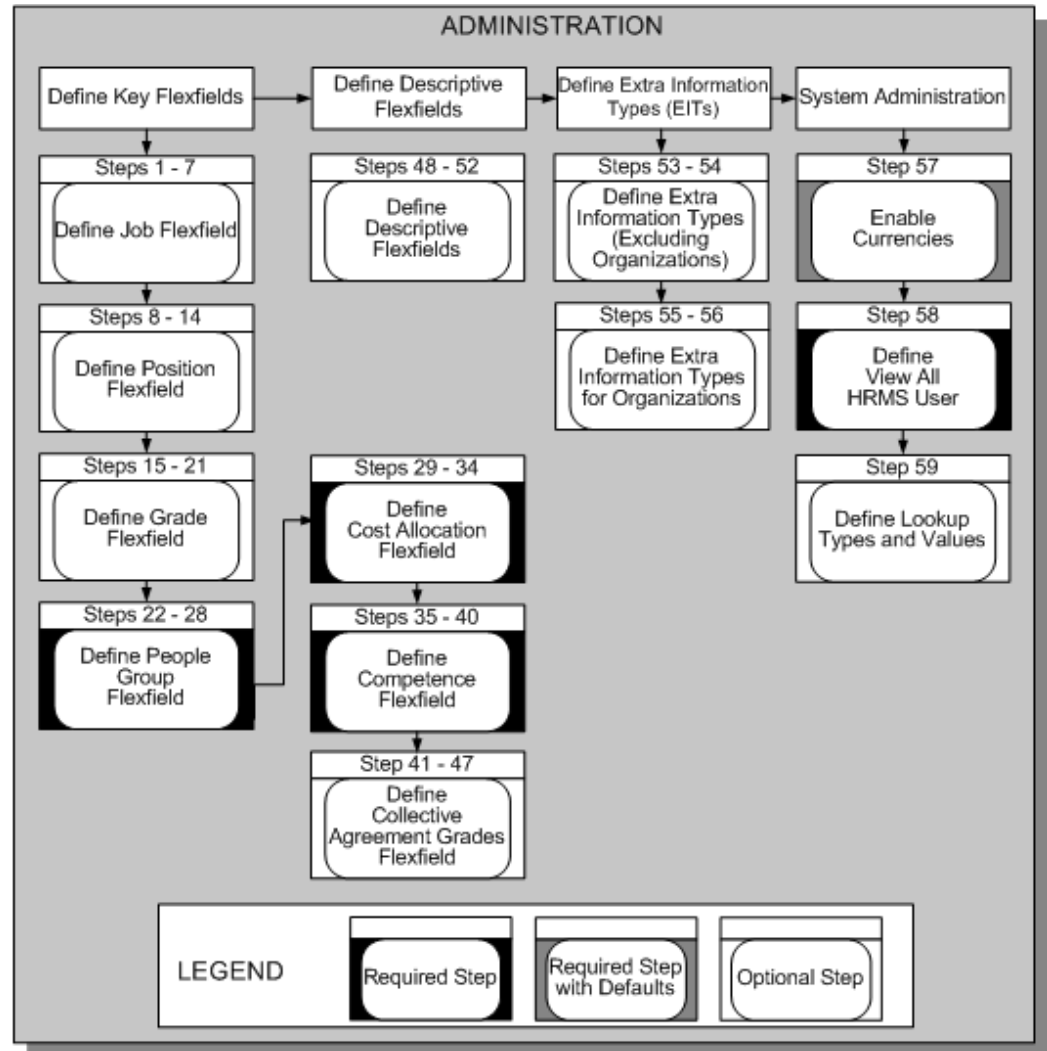 ADMINISTRATION
Define Key Flexfields
Define Descriptive
Flexfields
Define Extra Information
Types (EITs)
System Administration
Steps 1 - 7
Define Job Flexfield
Steps 8 - 14
Define Position
Flexfield
Steps 15 - 21
Define Grade
Flexfield
Steps 22 - 28
Define People
Group
Flexfield
Steps 29 - 34
Define
Cost Allocation
Flexfield
Steps 35 - 40
Define
Competence
Flexfield
Step 41 - 47
Define
Collective
Agreement Grades
Flexfield
Steps 48 - 52
Define
Descriptive
Flexfields
Steps 53 - 54
Define Extra
Information Types
(Excluding
Organizations)
Steps 55 - 56
Define Extra
Information Types
for Organizations
Step 57
Enable
Currencies
Step 58
Define
View All
HRMS User
Step 59
Define Lookup
Types and Values
LEGEND
Required Step
Required Step
with Defaults
Optional Step